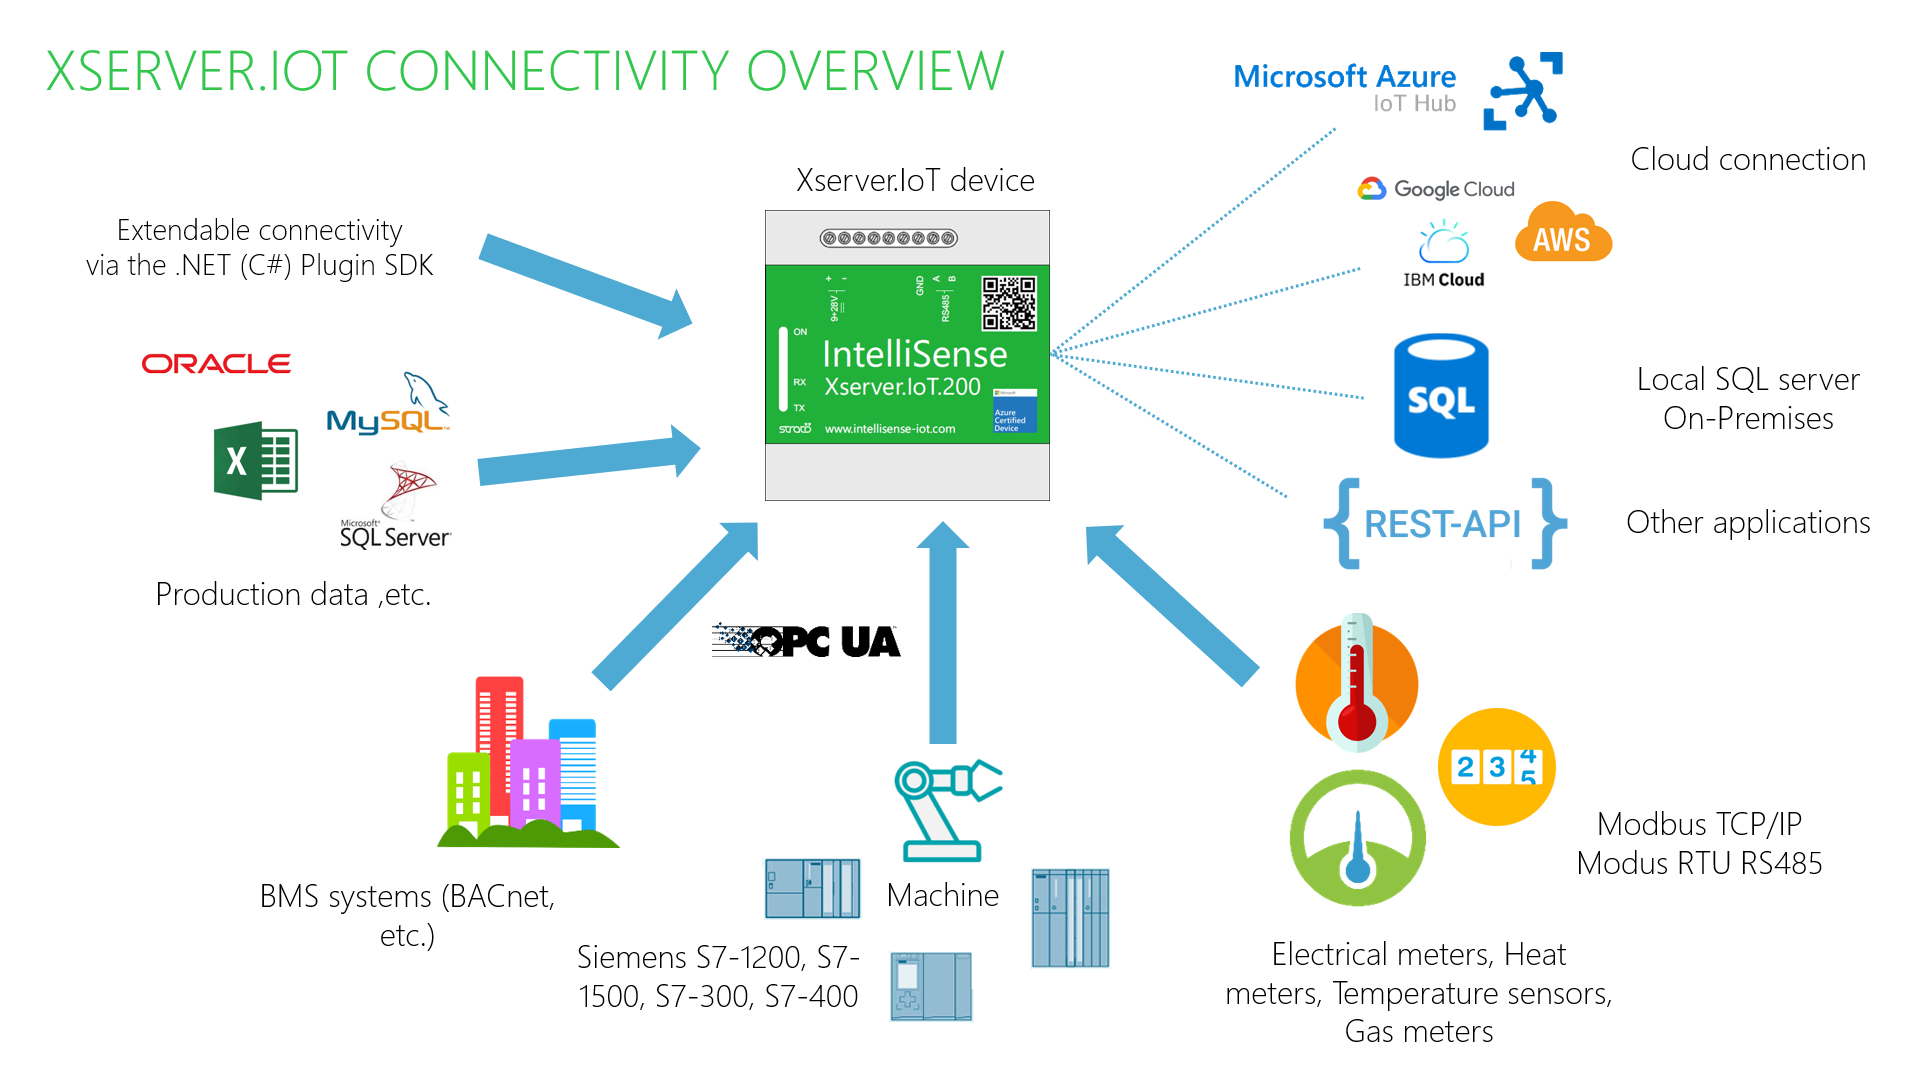 XSERVER.IOT CONNECTIVITY OVERVIEW
Microsoft Azure
IoT Hub
Cloud connection
Google Cloud
AWS
IBM Cloud
Xserver.IoT device
Extendable connectivity
via the .NET (C#) Plugin SDK
+ -
9÷28V
GND
A
B
RS485
ON
RX
TX
IntelliSense
Xserver.IoT.200
Microsoft
Azure
Certified
Device
www.intellisense-iot.com
ORACLE
MySQL
X
Microsoft
SQL Server
Production data ,etc.
SQL
Local SQL server
On-Premises
{REST-API}
Other applications
OPC UA
BMS systems (BACnet,
etc.)
Machine
Siemens S7-1200, S7-
1500, S7-300, S7-400
2 3 4
5
Modbus TCP/IP
Modus RTU RS485
Electrical meters, Heat
meters, Temperature sensors,
Gas meters